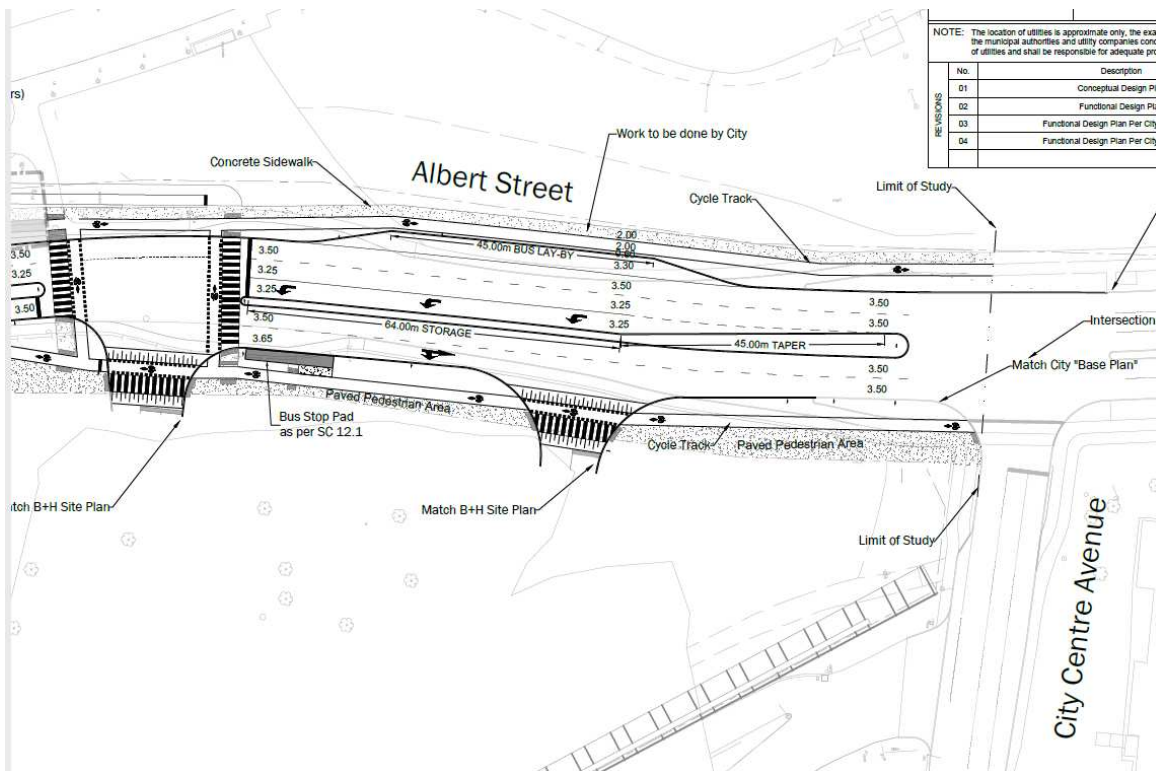 NOTE: The location of utilities is approximate only, the exa
the municipal authorities and utility companies conc
of utilities and shall be responsible for adequate pro
REVISIONS
No. Description
01 Conceptual Design Pl
02 Functional Design Pla
03 Functional Design Plan Per City
04 Functional Design Plan Per City
rs)
Work to be done by City
Concrete Sidewalk
Albert Street
Limit of Study
Cycle Track
2.00
2.00
0.60
3.30
45.00m BUS LAY-BY
3.50
3.25
3.50
3.50
3.25
3.25
3.50
3.65
3.50
3.25
3.25
64.00m STORAGE
45.00m TAPER
3.50
3.50
3.50
3.50
Intersection
Match City "Base Plan"
Paved Pedestrian Area
Bus Stop Pad
as per SC 12.1
Cycle Track
Paved Pedestrian Area
tch B+H Site Plan
Match B+H Site Plan
Limit of Study
City Centre Avenue